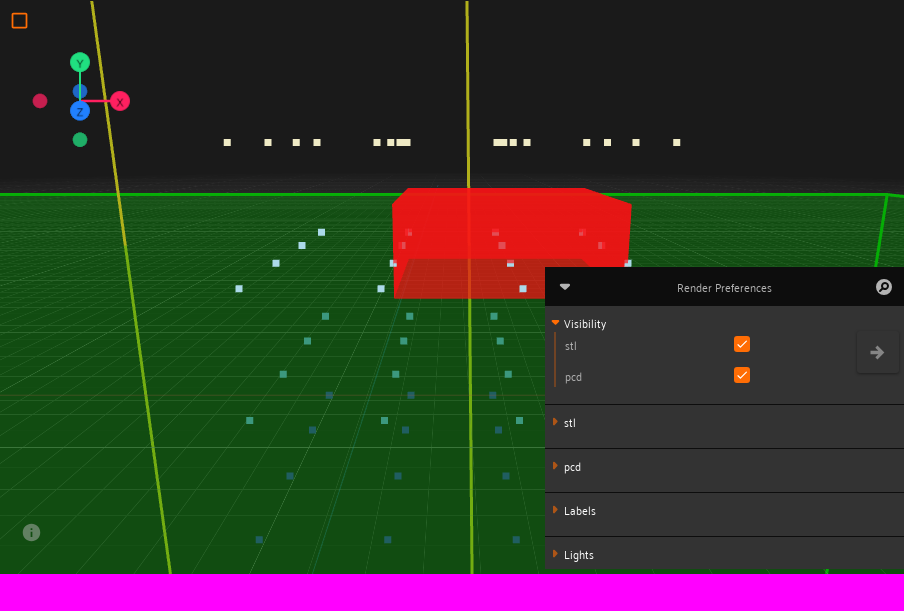 Y
X
Z
Render Preferences
Visibility
stl
pcd
stl
pcd
Labels
Lights